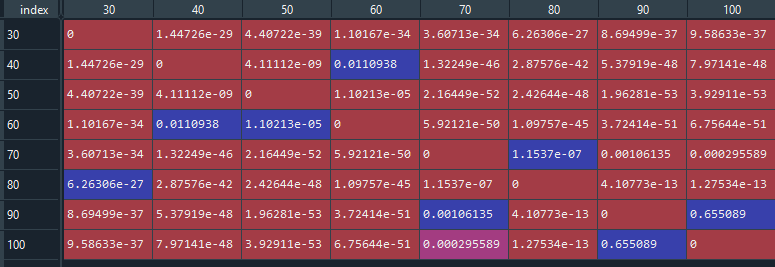 index 30 40 50 60 70 80 90 100
30 0 1.44726e-29 4.40722e-39 1.10167e-34 3.60713e-34 6.26306e-27 8.69499e-37 9.58633e-37
40 1.44726e-29 0 4.11112e-09 0.0110938 1.32249e-46 2.87576e-42 5.37919e-48 7.97141e-48
50 4.40722e-39 4.11112e-09 0 1.10213e-05 2.16449e-52 2.42644e-48 1.96281e-53 3.92911e-53
60 1.10167e-34 0.0110938 1.10213e-05 0 5.92121e-50 1.09757e-45 3.72414e-51 6.75644e-51
70 3.60713e-34 1.32249e-46 2.16449e-52 5.92121e-50 0 1.1537e-07 0.00106135 0.000295589
80 6.26306e-27 2.87576e-42 2.42644e-48 1.09757e-45 1.1537e-07 0 4.10773e-13 1.27534e-13
90 8.69499e-37 5.37919e-48 1.96281e-53 3.72414e-51 0.00106135 4.10773e-13 0 0.655089
100 9.58633e-37 7.97141e-48 3.92911e-53 6.75644e-51 0.000295589 1.27534e-13 0.655089 0